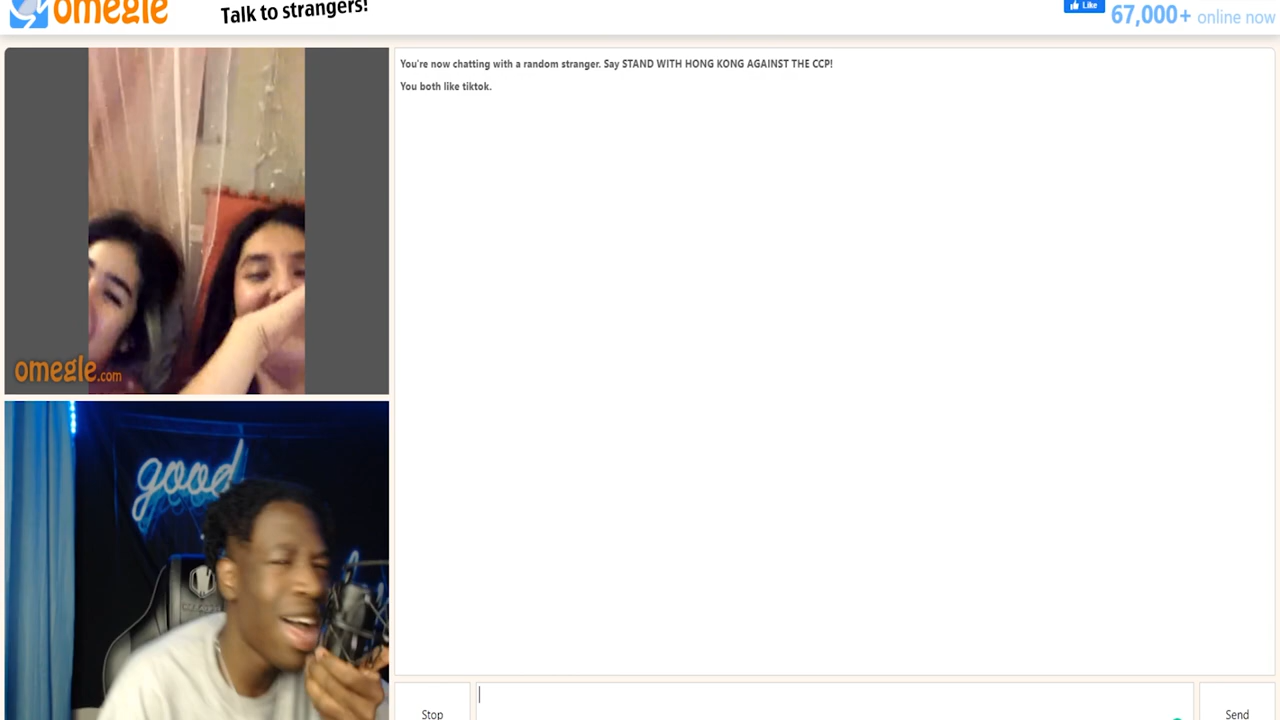 omegle
Talk to strangers!
Like
67,000+ online now
You're now chatting with a random stranger. Say STAND WITH HONG KONG AGAINST THE CCP!
You both like tiktok.
omegle.com
good
Stop
Send